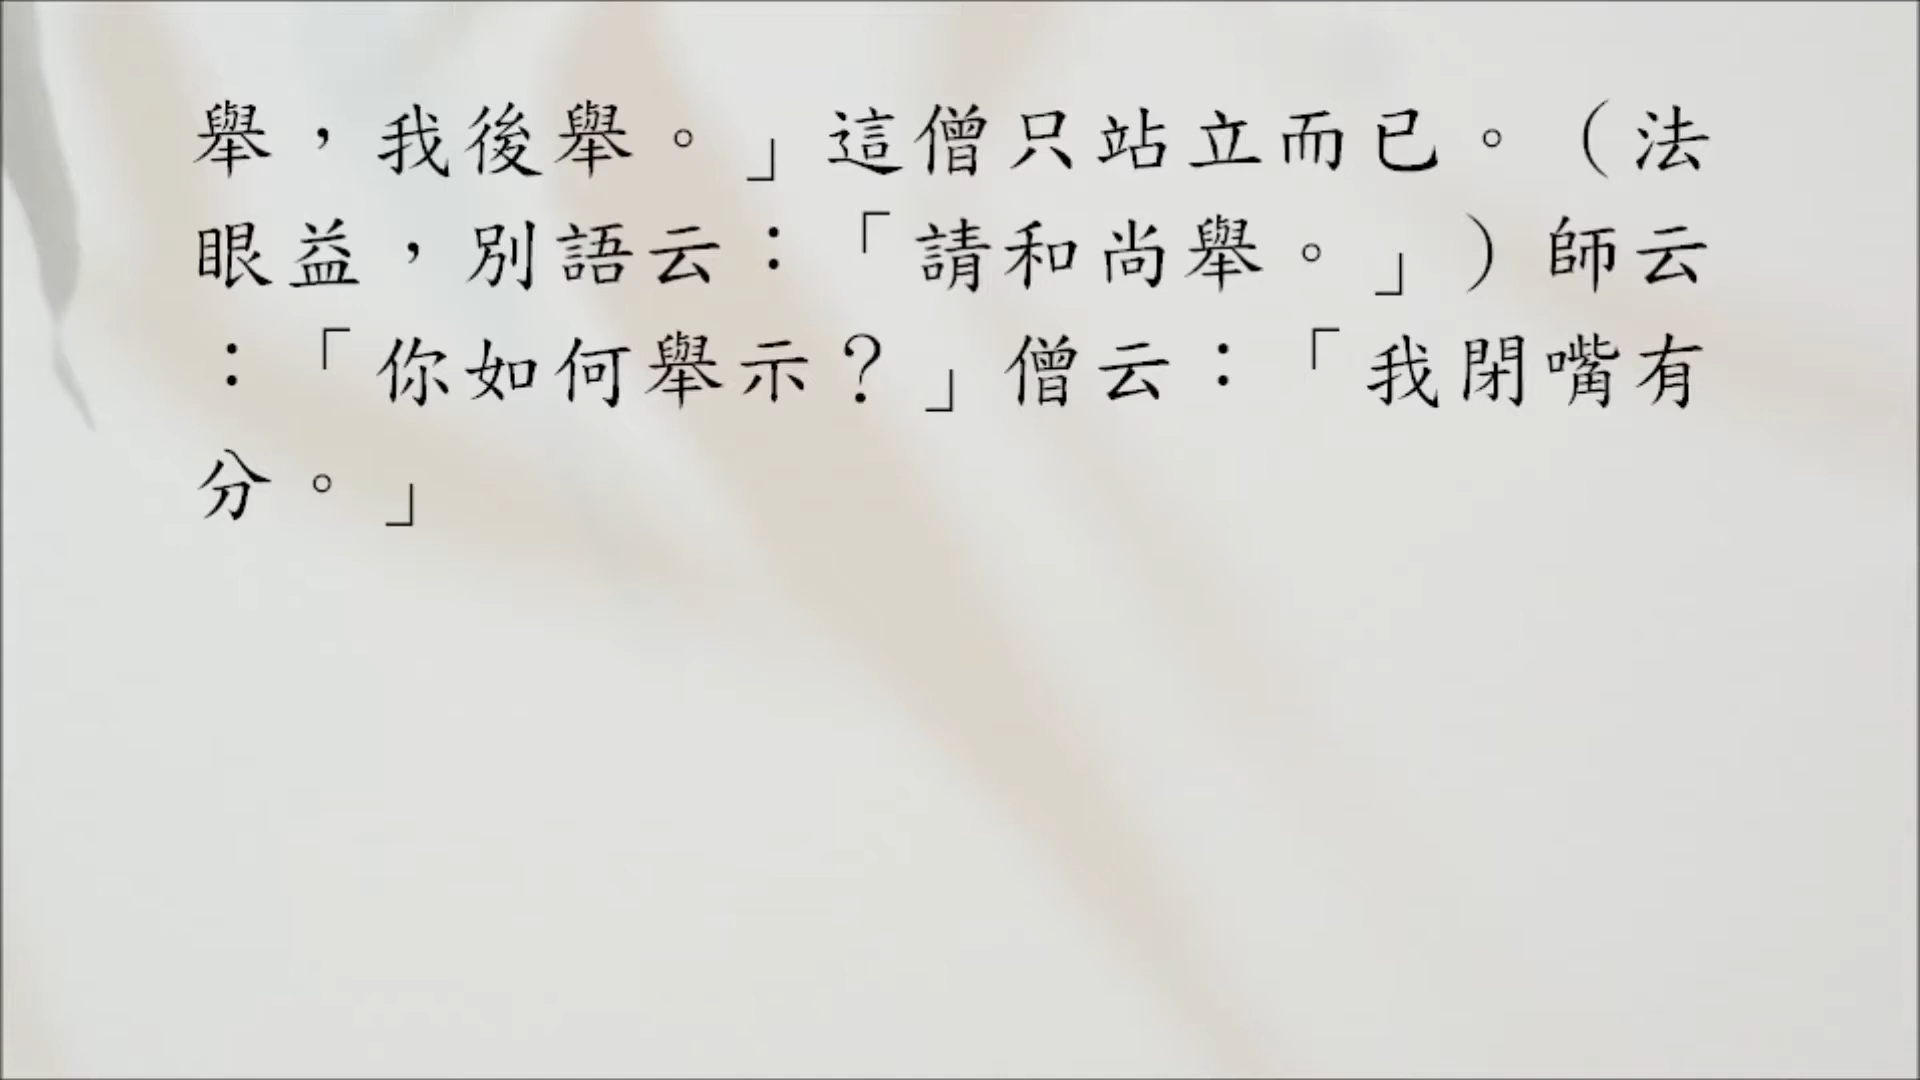 舉，我後舉。」這僧只站立而已。（法
眼益，別語云：「請和尚舉。」）師云
：「你如何舉示？」僧云：「我閉嘴有
分。」